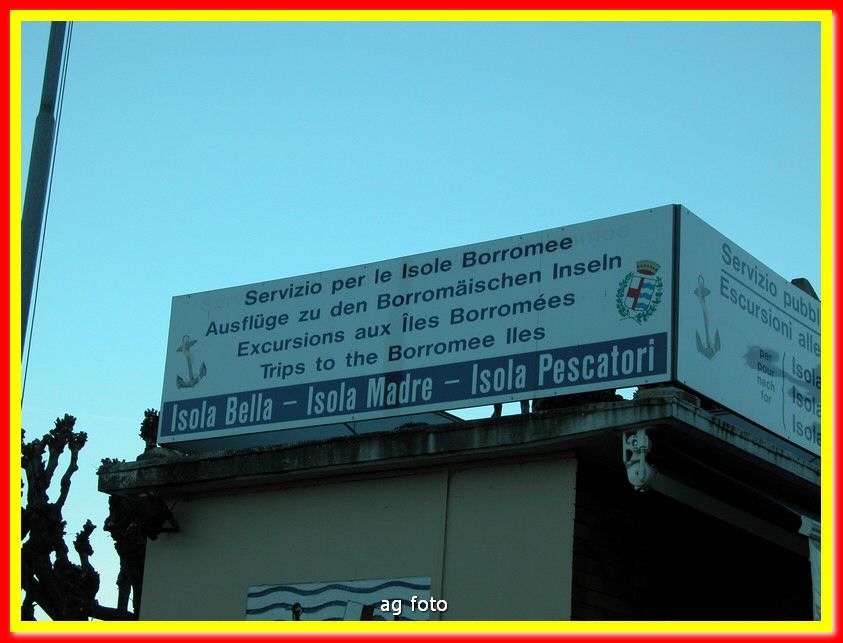 Servizio per le Isole Borromee
Ausflüge zu den Borromäischen Inseln
Excursions aux Îles Borromées
Trips to the Borromee Iles
Isola Bella – Isola Madre – Isola Pescatori
Servizio pubbl
Escursioni alle
per
pour
nach
for
Isola
Isola
Isola
ag foto